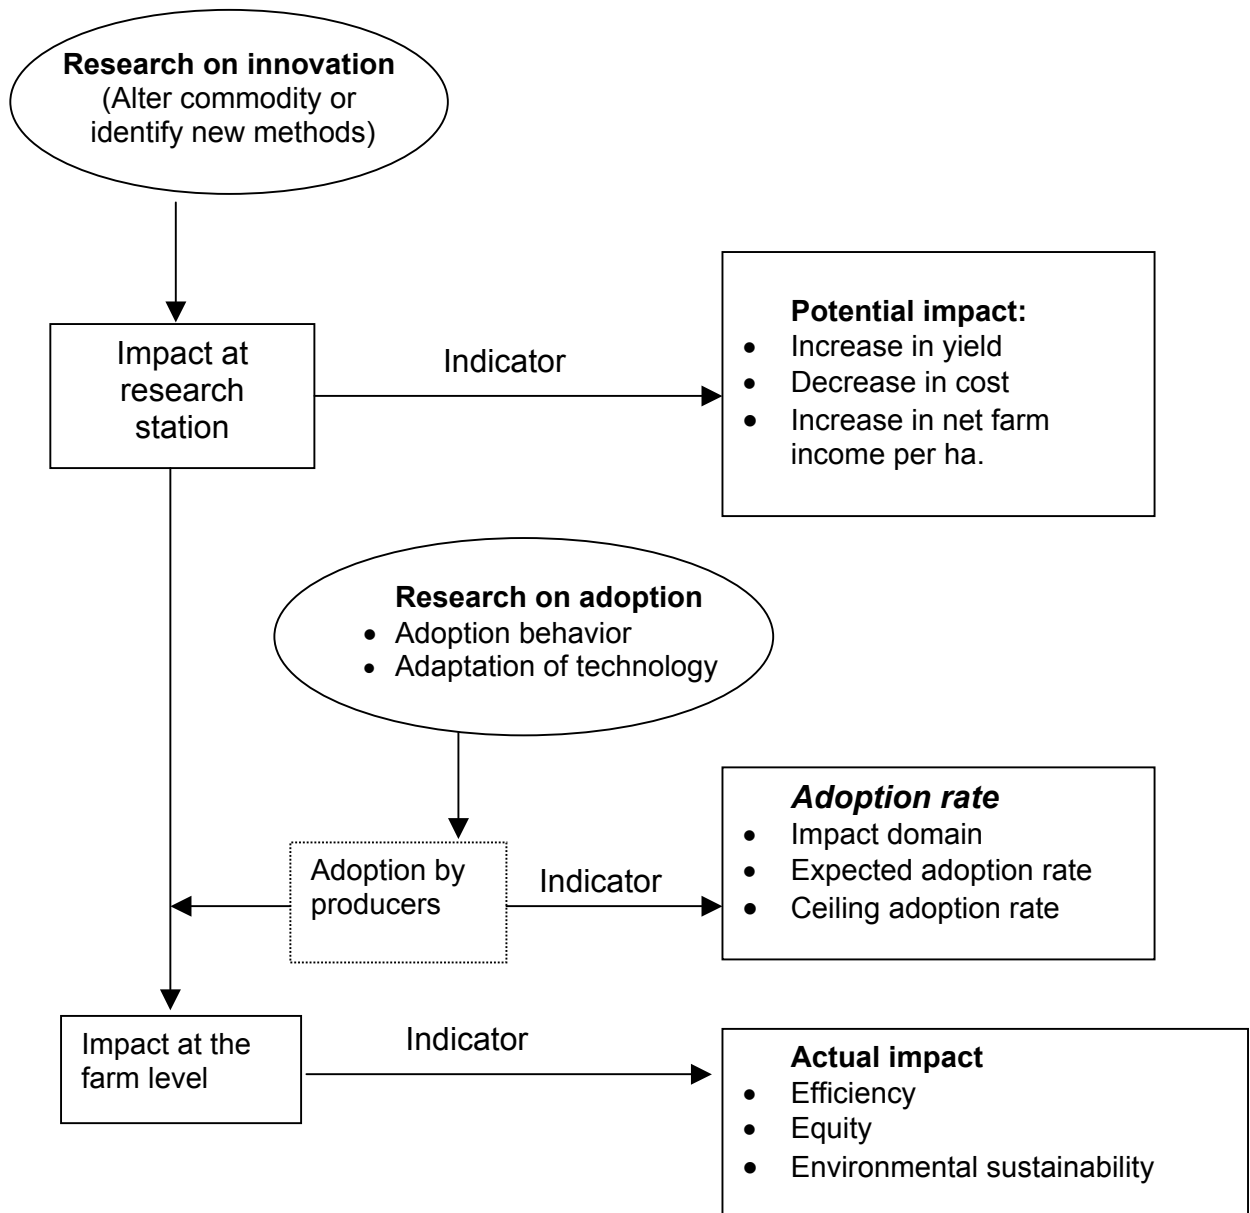 Research on innovation
(Alter commodity or
identify new methods)
Impact at
research
station
Indicator
Potential impact:
• Increase in yield
• Decrease in cost
• Increase in net farm
income per ha.
Research on adoption
• Adoption behavior
• Adaptation of technology
Adoption by
producers
Indicator
Adoption rate
• Impact domain
• Expected adoption rate
• Ceiling adoption rate
Impact at the
farm level
Indicator
Actual impact
• Efficiency
• Equity
• Environmental sustainability